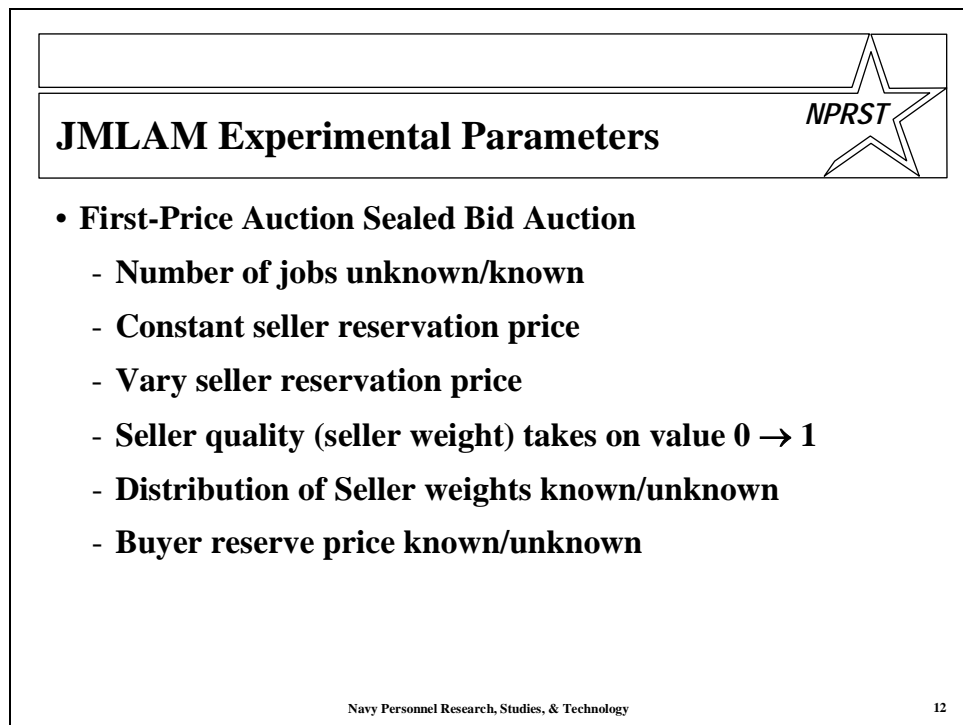 NPRST
JMLAM Experimental Parameters
• First-Price Auction Sealed Bid Auction
- Number of jobs unknown/known
- Constant seller reservation price
- Vary seller reservation price
- Seller quality (seller weight) takes on value 0 → 1
- Distribution of Seller weights known/unknown
- Buyer reserve price known/unknown
Navy Personnel Research, Studies, & Technology
12